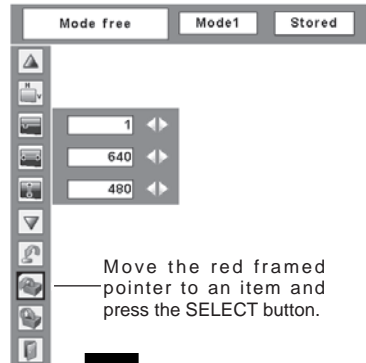 Mode free Mode1 Stored
H
V
1
640
480
Move the red framed
pointer to an item and
press the SELECT button.